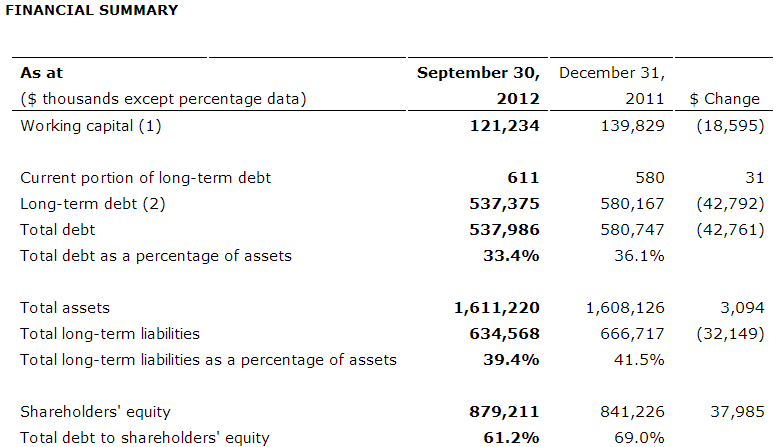 FINANCIAL SUMMARY
As at September 30, December 31,
($ thousands except percentage data) 2012 2011 $ Change
Working capital (1) 121,234 139,829 (18,595)
Current portion of long-term debt 611 580 31
Long-term debt (2) 537,375 580,167 (42,792)
Total debt 537,986 580,747 (42,761)
Total debt as a percentage of assets 33.4% 36.1%
Total assets 1,611,220 1,608,126 3,094
Total long-term liabilities 634,568 666,717 (32,149)
Total long-term liabilities as a percentage of assets 39.4% 41.5%
Shareholders' equity 879,211 841,226 37,985
Total debt to shareholders' equity 61.2% 69.0%